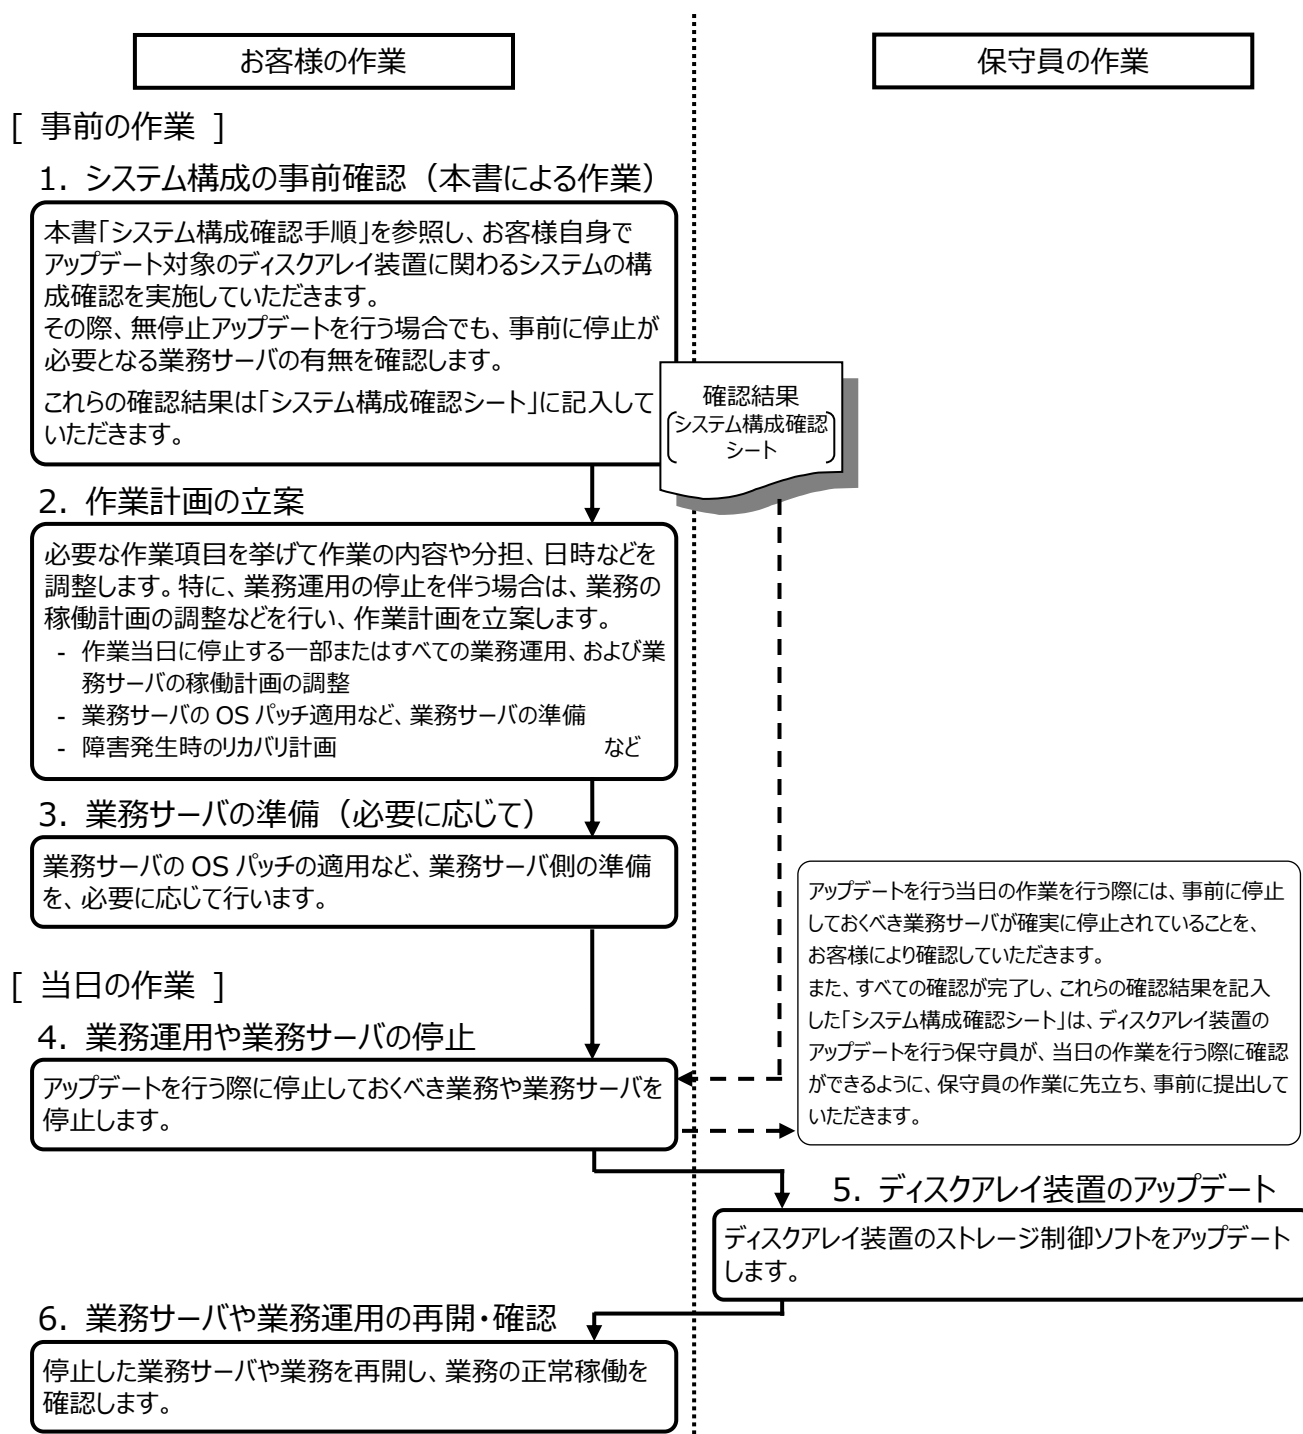 お客様の作業
保守員の作業
[ 事前の作業 ]
1. システム構成の事前確認（本書による作業）
本書「システム構成確認手順」を参照し、お客様自身で
アップデート対象のディスクアレイ装置に関わるシステムの構
成確認を実施していただきます。
その際、無停止アップデートを行う場合でも、事前に停止が
必要となる業務サーバの有無を確認します。
これらの確認結果は「システム構成確認シート」に記入して
いただきます。
確認結果
システム構成確認
シート
2. 作業計画の立案
必要な作業項目を挙げて作業の内容や分担、日時などを
調整します。特に、業務運用の停止を伴う場合は、業務の
稼働計画の調整などを行い、作業計画を立案します。
- 作業当日に停止する一部またはすべての業務運用、および業
務サーバの稼働計画の調整
- 業務サーバの OS パッチ適用など、業務サーバの準備
- 障害発生時のリカバリ計画 など
3. 業務サーバの準備（必要に応じて）
業務サーバの OS パッチの適用など、業務サーバ側の準備
を、必要に応じて行います。
アップデートを行う当日の作業を行う際には、事前に停止
しておくべき業務サーバが確実に停止されていることを、
お客様により確認していただきます。
また、すべての確認が完了し、これらの確認結果を記入
した「システム構成確認シート」は、ディスクアレイ装置の
アップデートを行う保守員が、当日の作業を行う際に確認
ができるように、保守員の作業に先立ち、事前に提出して
いただきます。
[ 当日の作業 ]
4. 業務運用や業務サーバの停止
アップデートを行う際に停止しておくべき業務や業務サーバを
停止します。
5. ディスクアレイ装置のアップデート
ディスクアレイ装置のストレージ制御ソフトをアップデート
します。
6. 業務サーバや業務運用の再開・確認
停止した業務サーバや業務を再開し、業務の正常稼働を
確認します。